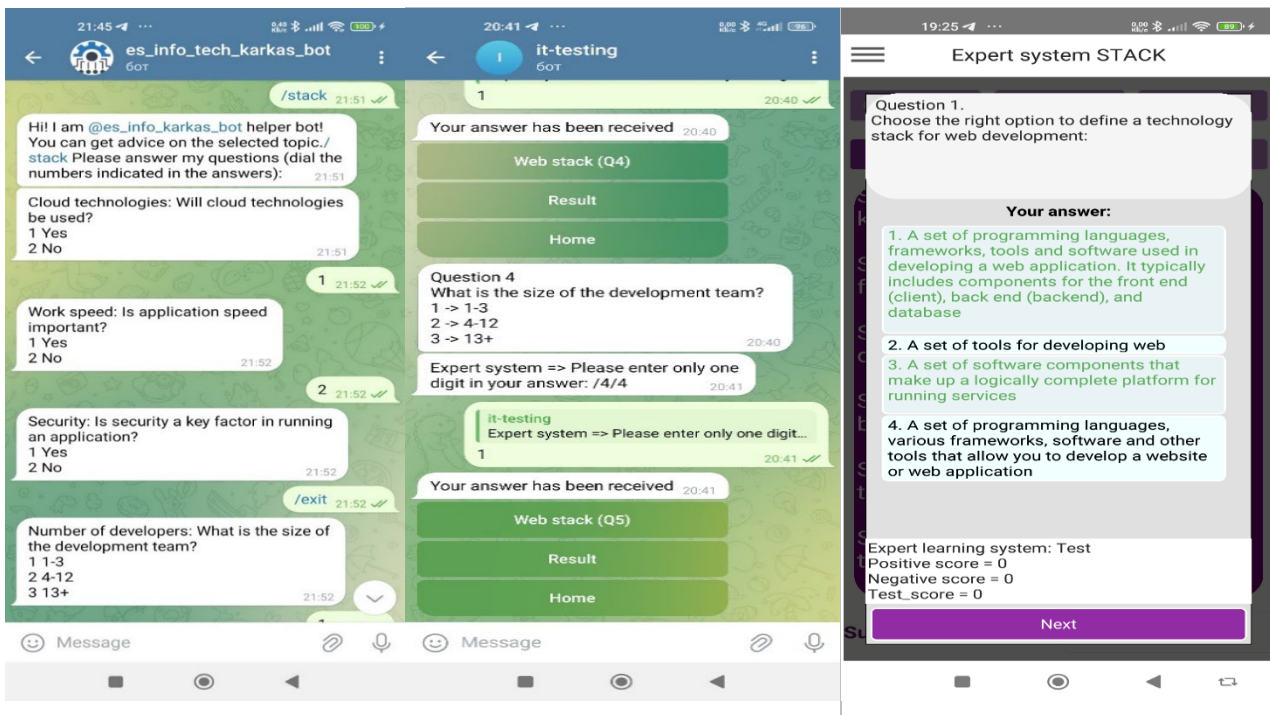 21:45
100
es_info_tech_karkas_bot
бот
/stack 21:51
Hi! I am @es_info_karkas_bot helper bot!
You can get advice on the selected topic./
stack Please answer my questions (dial the
numbers indicated in the answers):
21:51
Cloud technologies: Will cloud technologies
be used?
1 Yes
2 No
21:51
1 21:52
Work speed: Is application speed
important?
1 Yes
2 No
21:52
2 21:52
Security: Is security a key factor in running
an application?
1 Yes
2 No
21:52
/exit 21:52
Number of developers: What is the size of
the development team?
1 1-3
2 4-12
3 13+
21:52
Message
20:41
4G
96
I
it-testing
бот
1
20:40
Your answer has been received 20:40
Web stack (Q4)
Result
Home
Question 4
What is the size of the development team?
1 -> 1-3
2 -> 4-12
3 -> 13+
20:40
Expert system => Please enter only one
digit in your answer: /4/4
20:41
it-testing
Expert system => Please enter only one digit...
1
20:41
Your answer has been received 20:41
Web stack (Q5)
Result
Home
Message
19:25
89
Expert system STACK
Question 1.
Choose the right option to define a technology
stack for web development:
Your answer:
1. A set of programming languages,
frameworks, tools and software used in
developing a web application. It typically
includes components for the front end
(client), back end (backend), and
database
2. A set of tools for developing web
3. A set of software components that
make up a logically complete platform for
running services
4. A set of programming languages,
various frameworks, software and other
tools that allow you to develop a website
or web application
Expert learning system: Test
Positive score = 0
Negative score = 0
Test_score = 0
Next